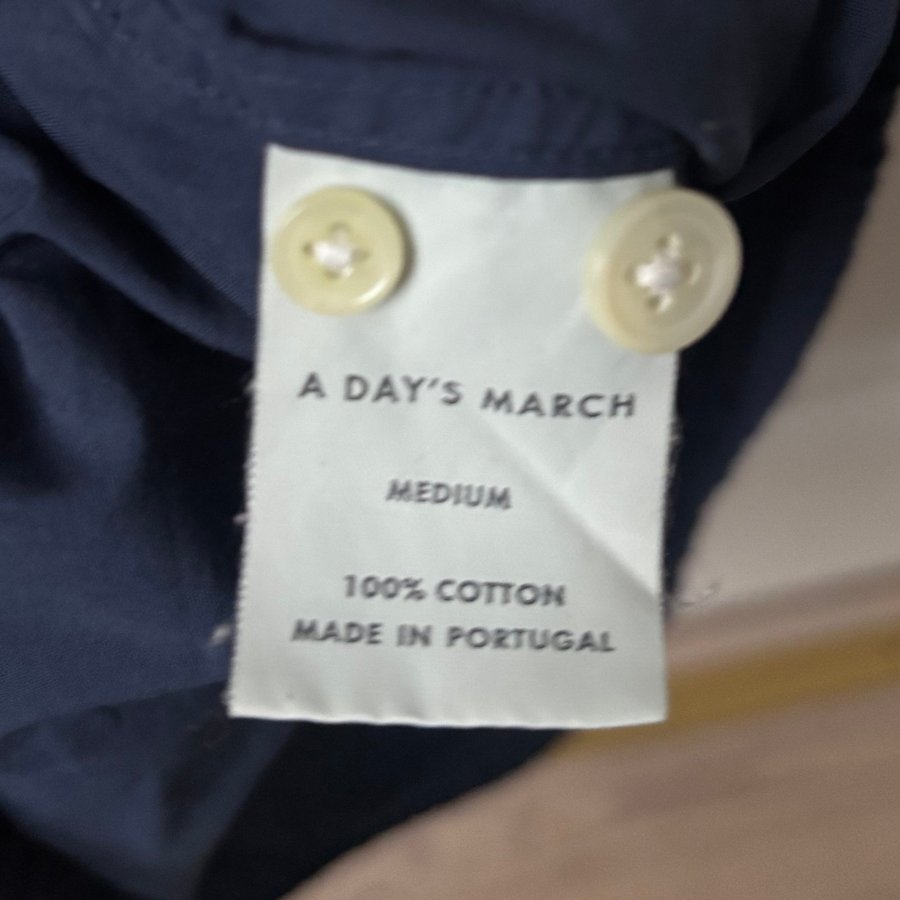 A DAY'S MARCH
MEDIUM
100% COTTON
MADE IN PORTUGAL